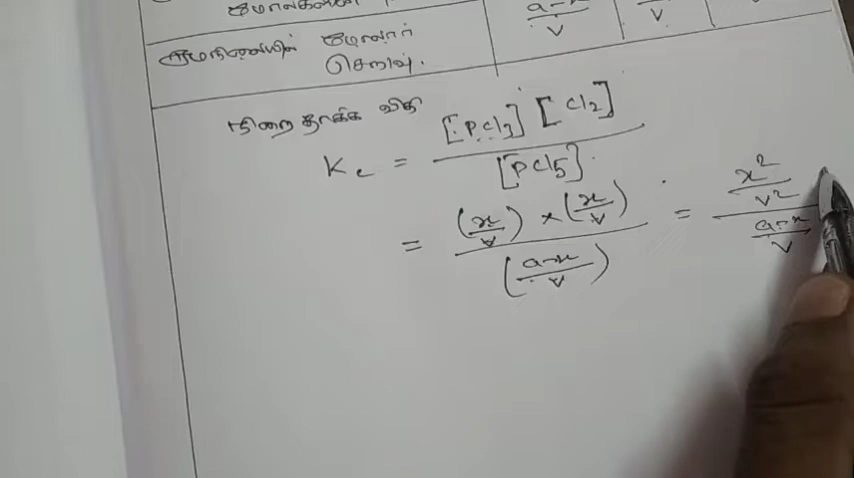 a-x/V /V
சமநிலையில் மோலார்
செறிவு.
நிறை தாக்க விதி
Kc = [PCl3] [Cl2] / [PCl5]
= (x/V) × (x/V) / (a-x/V) = x²/V² / a-x/V